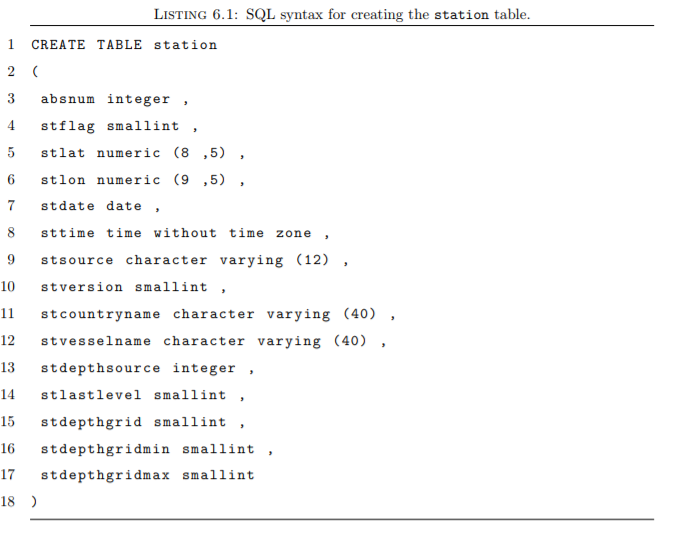 LISTING 6.1: SQL syntax for creating the station table.
1 CREATE TABLE station
2 (
3 absnum integer ,
4 stflag smallint ,
5 stlat numeric (8 ,5) ,
6 stlon numeric (9 ,5) ,
7 stdate date ,
8 sttime time without time zone ,
9 stsource character varying (12) ,
10 stversion smallint ,
11 stcountryname character varying (40) ,
12 stvesselname character varying (40) ,
13 stdepthsource integer ,
14 stlastlevel smallint ,
15 stdepthgrid smallint ,
16 stdepthgridmin smallint ,
17 stdepthgridmax smallint
18 )